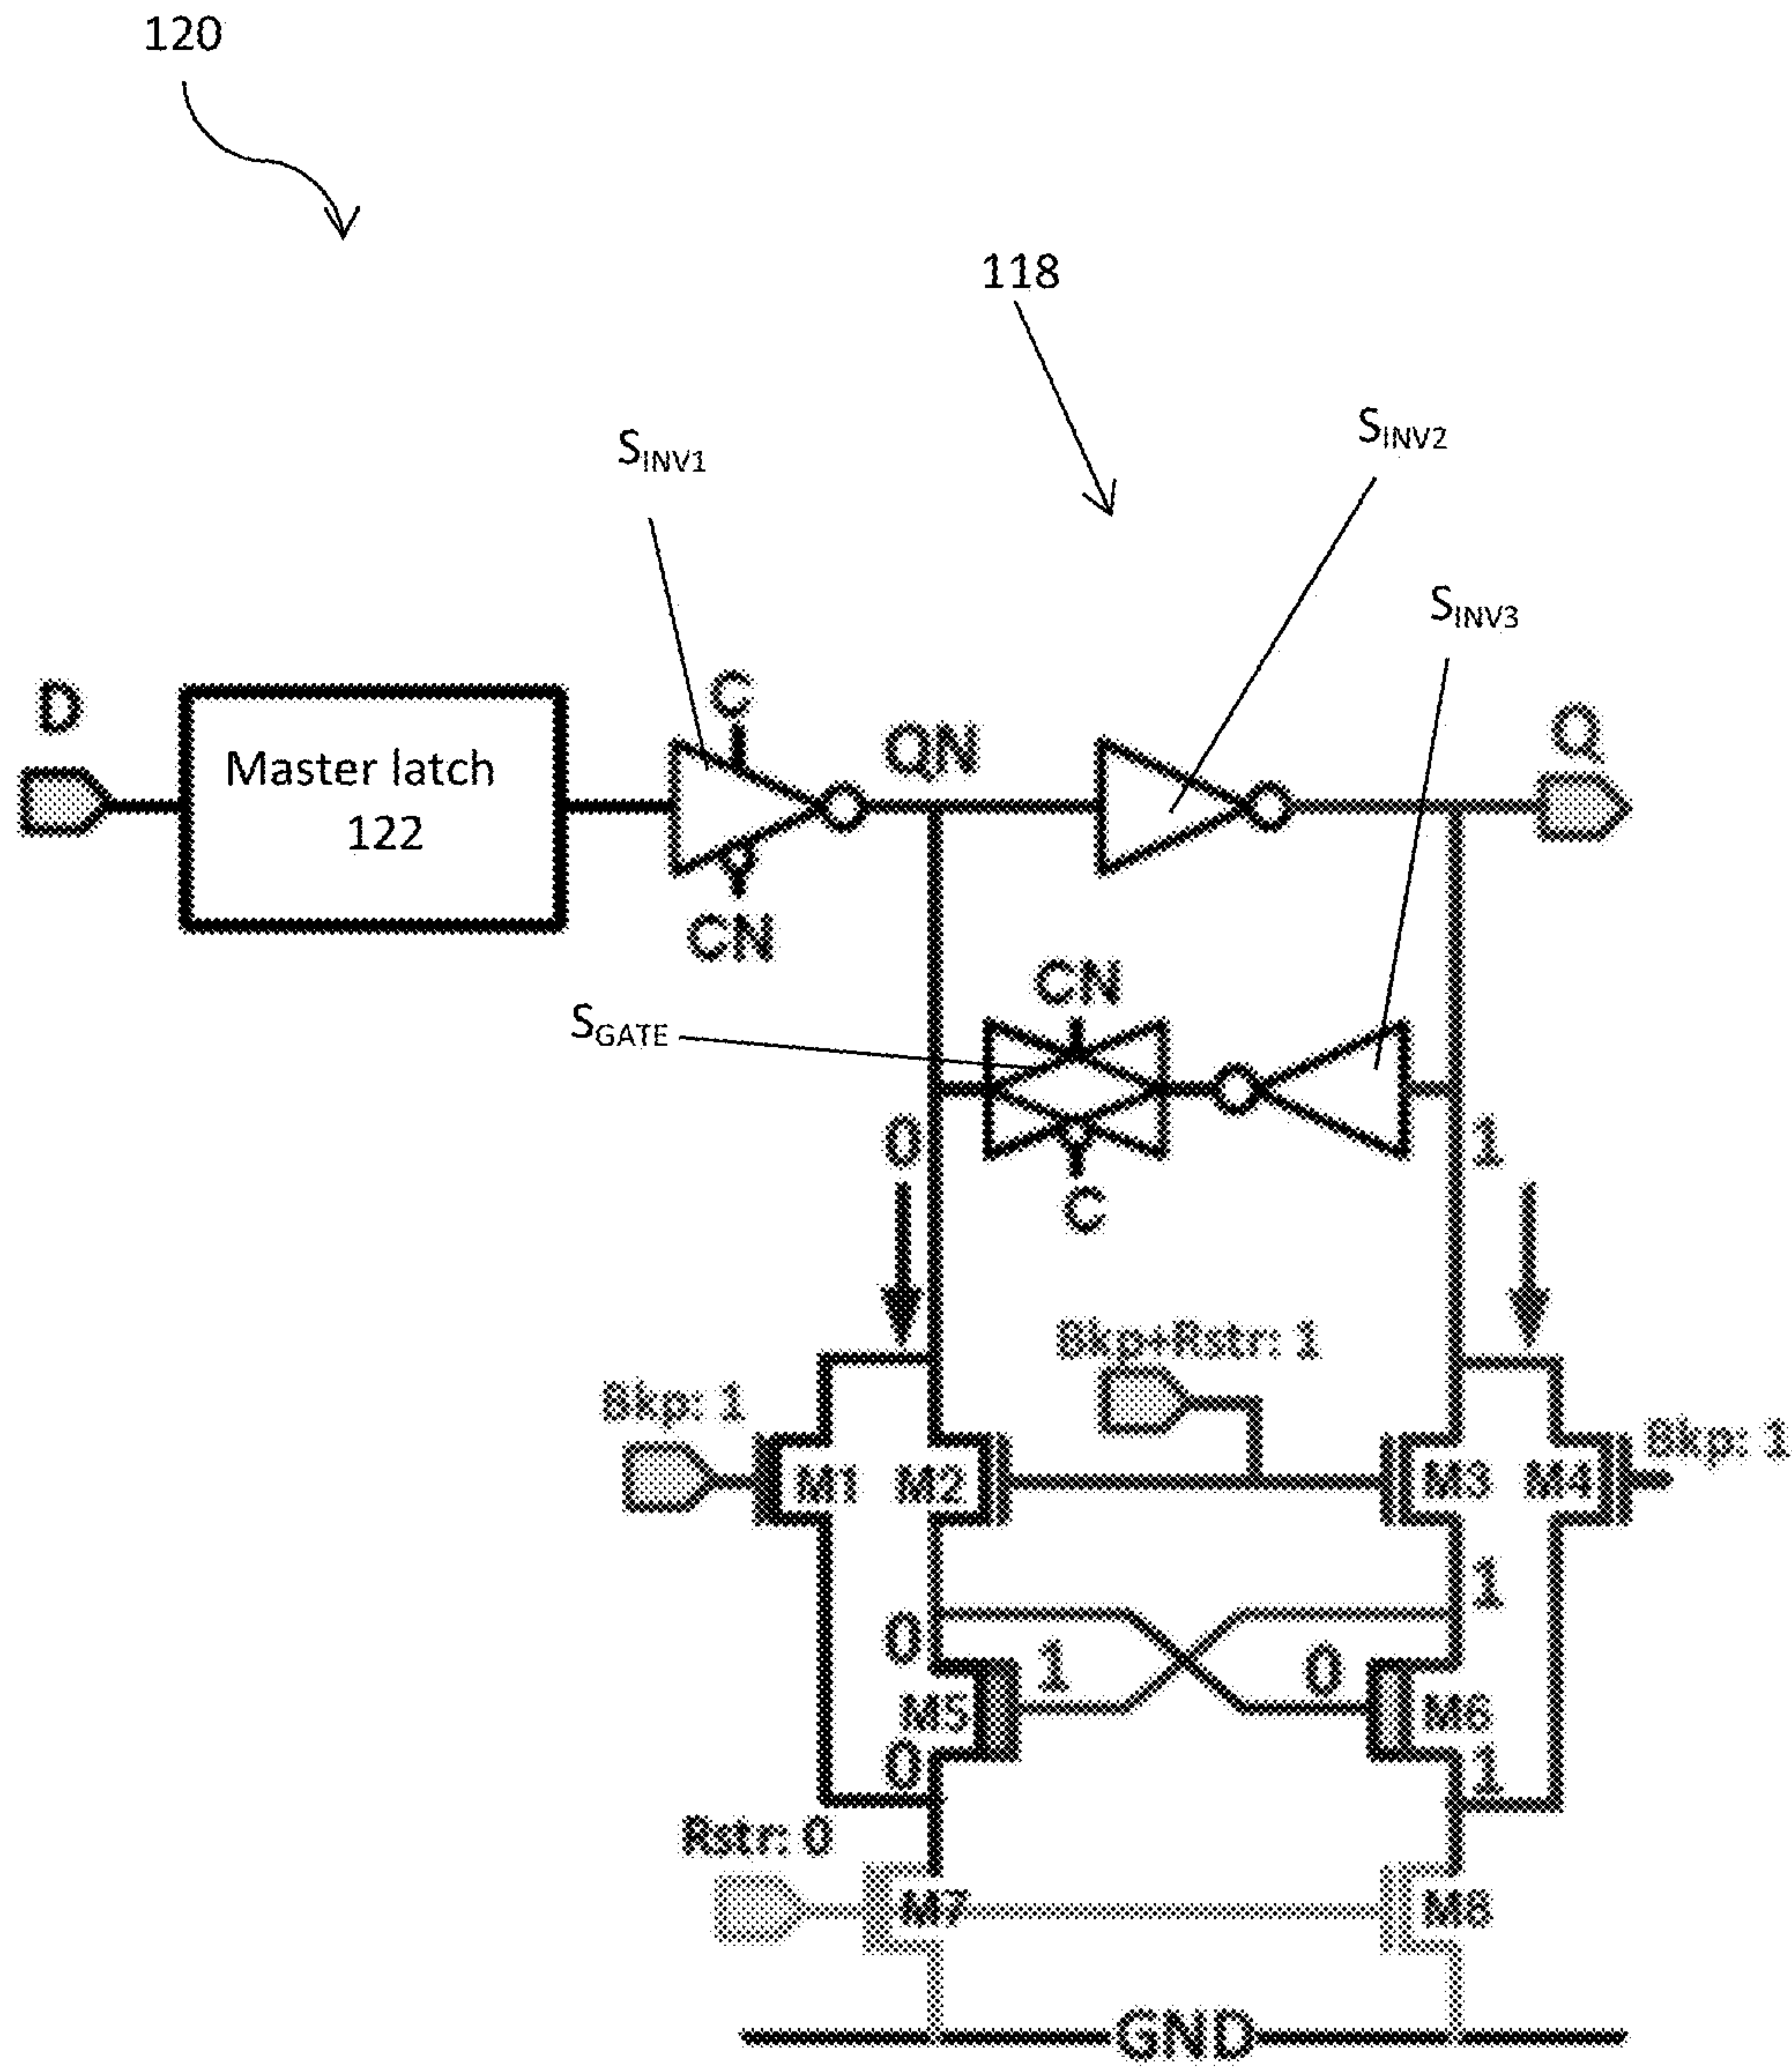 120
118
SINV1
SINV2
SINV3
D
Master latch
122
C
CN
QN
Q
SGATE
CN
C
0
1
Bkp+Rstr: 1
Bkp: 1
Bkp: 1
M1
M2
M3
M4
1
0
1
0
M5
M6
0
1
Rstr: 0
M7
M8
GND